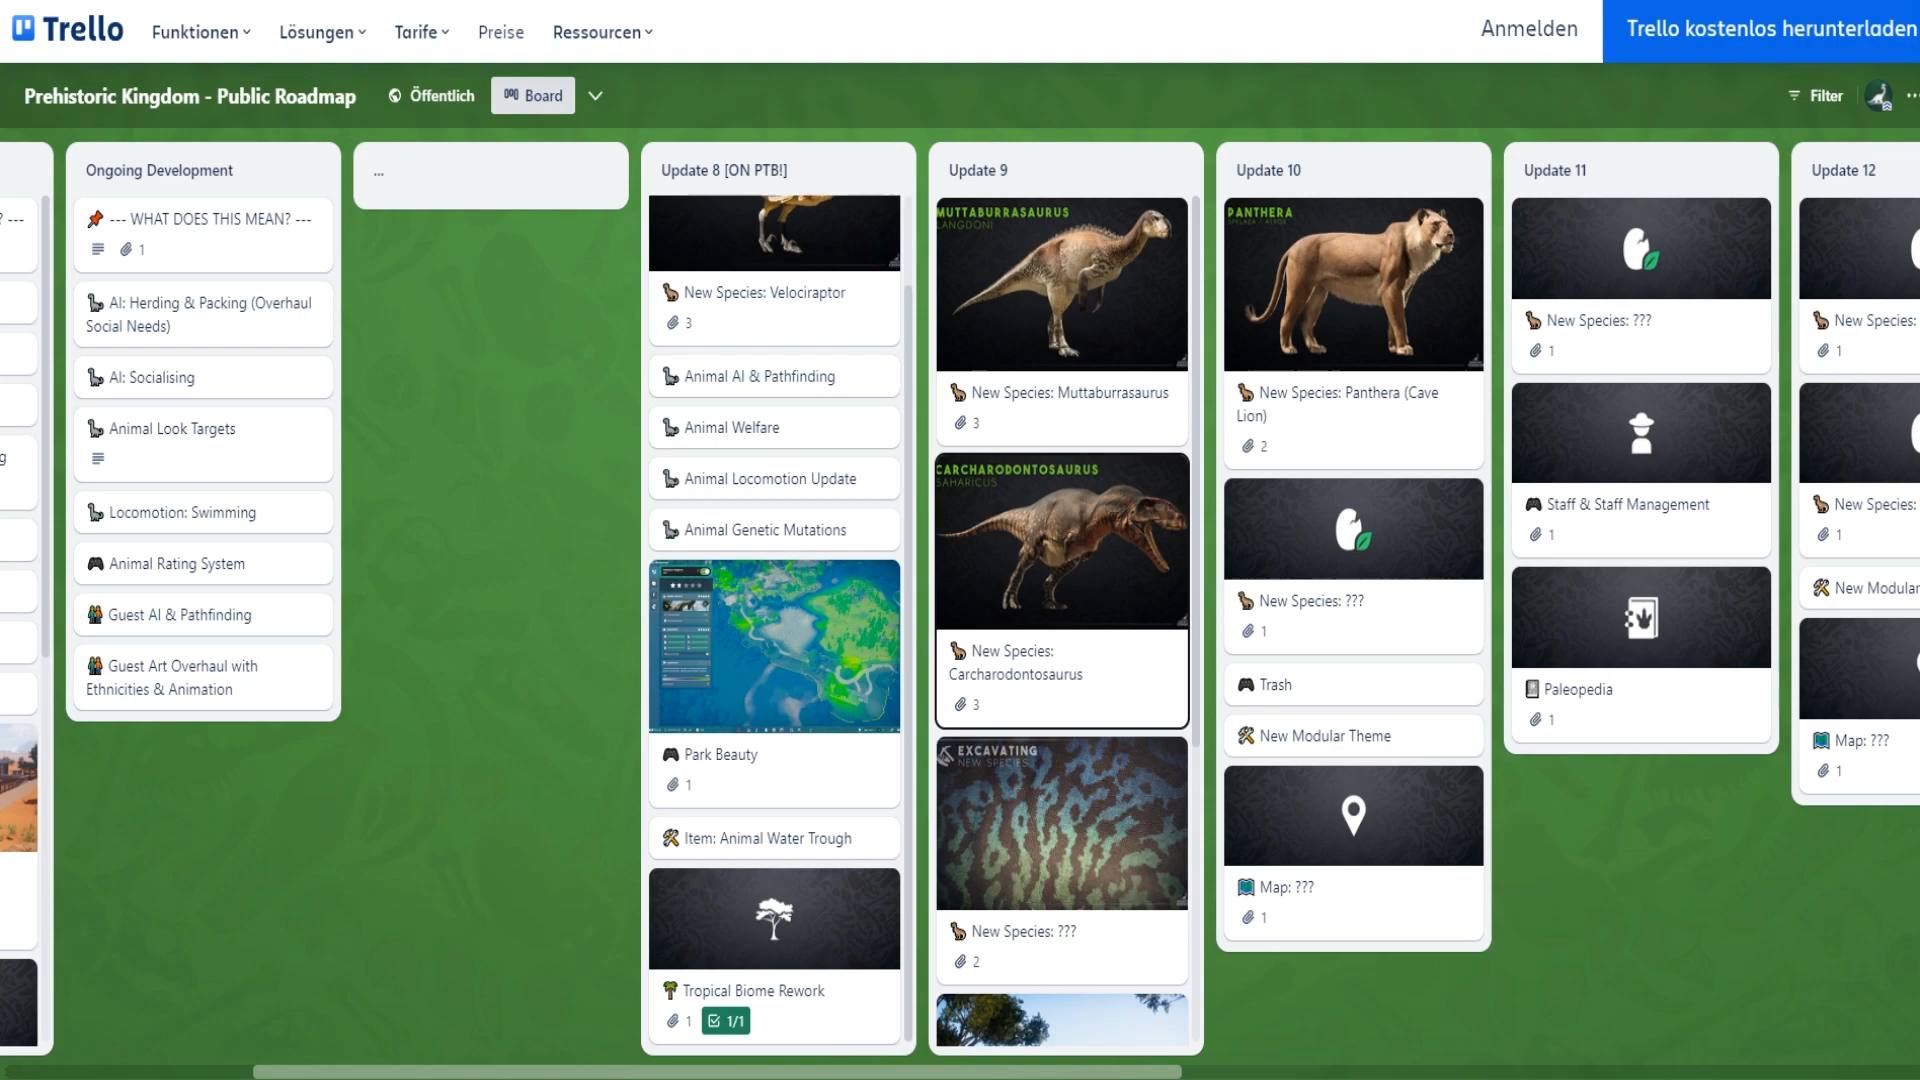 Trello
Funktionen
Lösungen
Tarife
Preise
Ressourcen
Anmelden
Trello kostenlos herunterladen
Prehistoric Kingdom - Public Roadmap
Öffentlich
Board
Filter
? ---
g
Ongoing Development
--- WHAT DOES THIS MEAN? ---
1
AI: Herding & Packing (Overhaul
Social Needs)
AI: Socialising
Animal Look Targets
Locomotion: Swimming
Animal Rating System
Guest AI & Pathfinding
Guest Art Overhaul with
Ethnicities & Animation
...
Update 8 [ON PTB!]
New Species: Velociraptor
3
Animal AI & Pathfinding
Animal Welfare
Animal Locomotion Update
Animal Genetic Mutations
Park Beauty
1
Item: Animal Water Trough
Tropical Biome Rework
1
1/1
Update 9
MUTTABURRASAURUS
LANGDONI
New Species: Muttaburrasaurus
3
CARCHARODONTOSAURUS
SAHARICUS
New Species:
Carcharodontosaurus
3
EXCAVATING
NEW SPECIES
New Species: ???
2
Update 10
PANTHERA
SPELAEA / ATROX
New Species: Panthera (Cave
Lion)
2
New Species: ???
1
Trash
New Modular Theme
Map: ???
1
Update 11
New Species: ???
1
Staff & Staff Management
1
Paleopedia
1
Update 12
New Species:
1
New Species:
1
New Modular
Map: ???
1